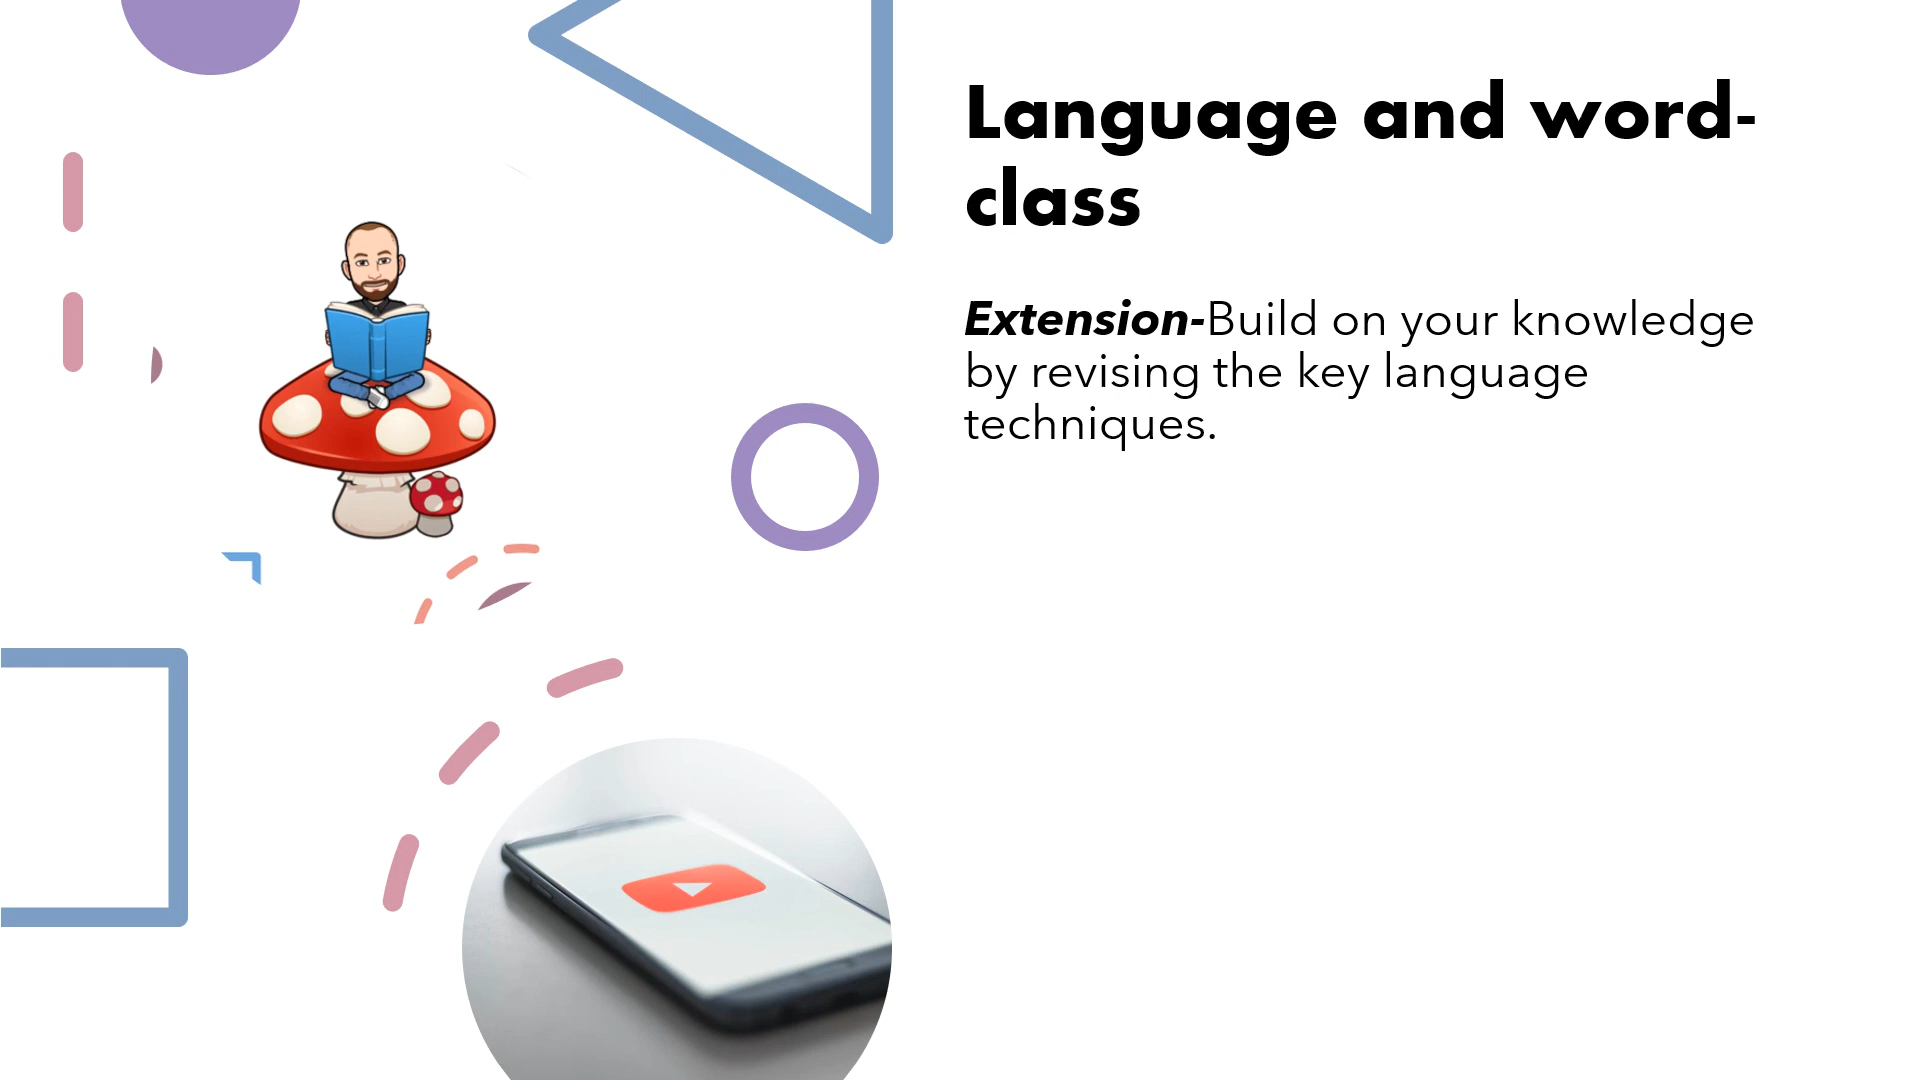 Language and word-
class
Extension-Build on your knowledge
by revising the key language
techniques.